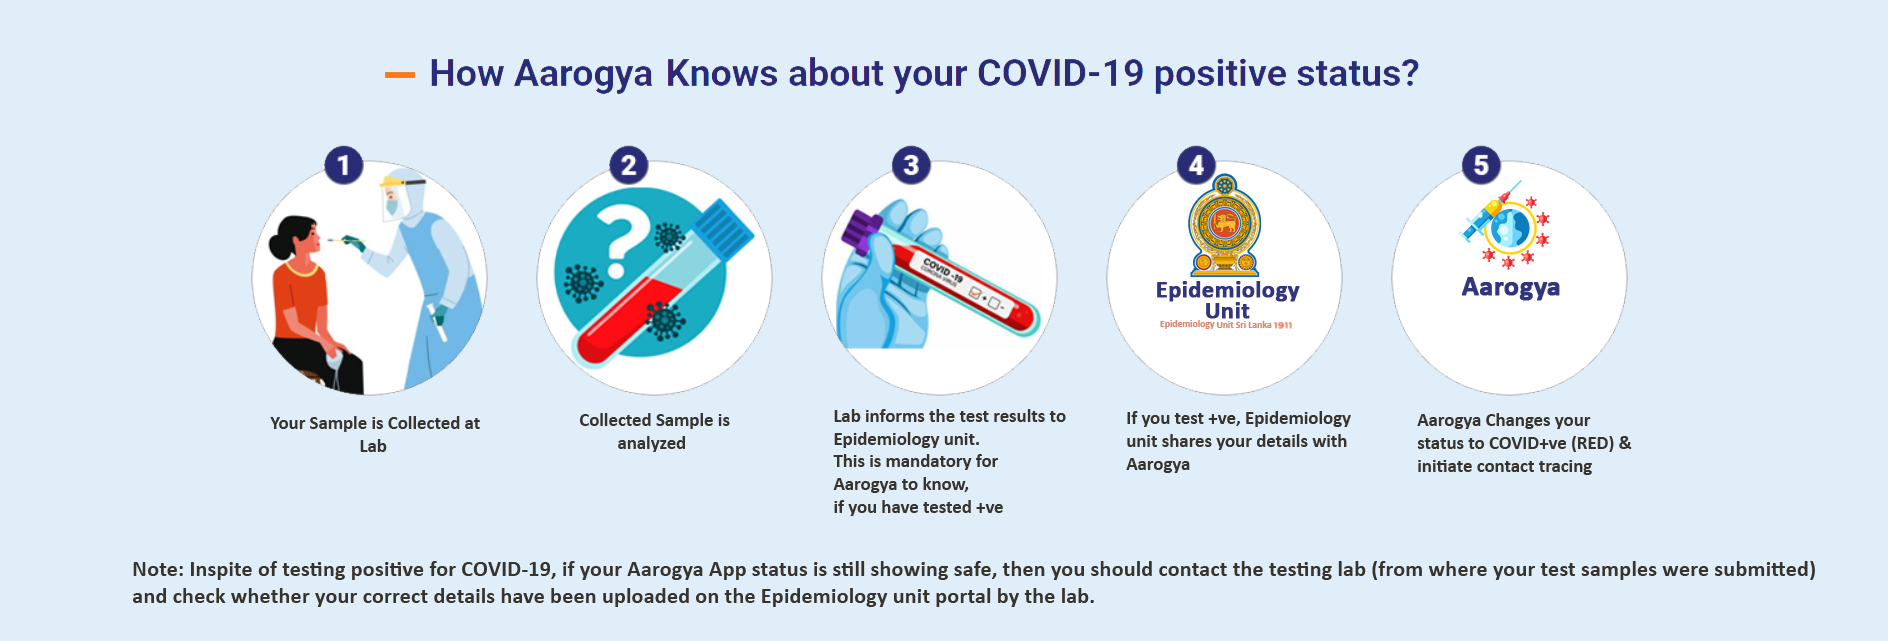 How Aarogya Knows about your COVID-19 positive status?
1
2
3
4
5
?
COVID -19
CORONA VIRUS
+ -
Epidemiology
Unit
Epidemiology Unit Sri Lanka 1911
Aarogya
Your Sample is Collected at
Lab
Collected Sample is
analyzed
Lab informs the test results to
Epidemiology unit.
This is mandatory for
Aarogya to know,
if you have tested +ve
If you test +ve, Epidemiology
unit shares your details with
Aarogya
Aarogya Changes your
status to COVID+ve (RED) &
initiate contact tracing
Note: Inspite of testing positive for COVID-19, if your Aarogya App status is still showing safe, then you should contact the testing lab (from where your test samples were submitted)
and check whether your correct details have been uploaded on the Epidemiology unit portal by the lab.